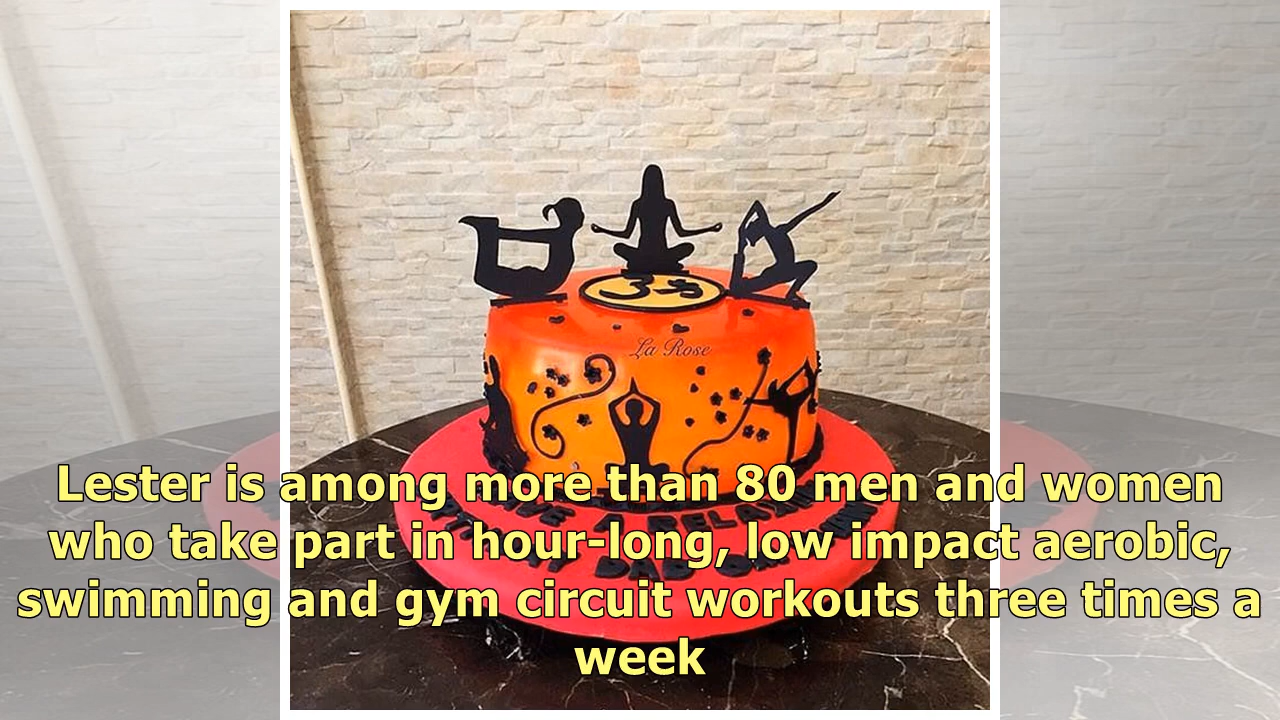 La Rose
Lester is among more than 80 men and women
who take part in hour-long, low impact aerobic,
swimming and gym circuit workouts three times a
week